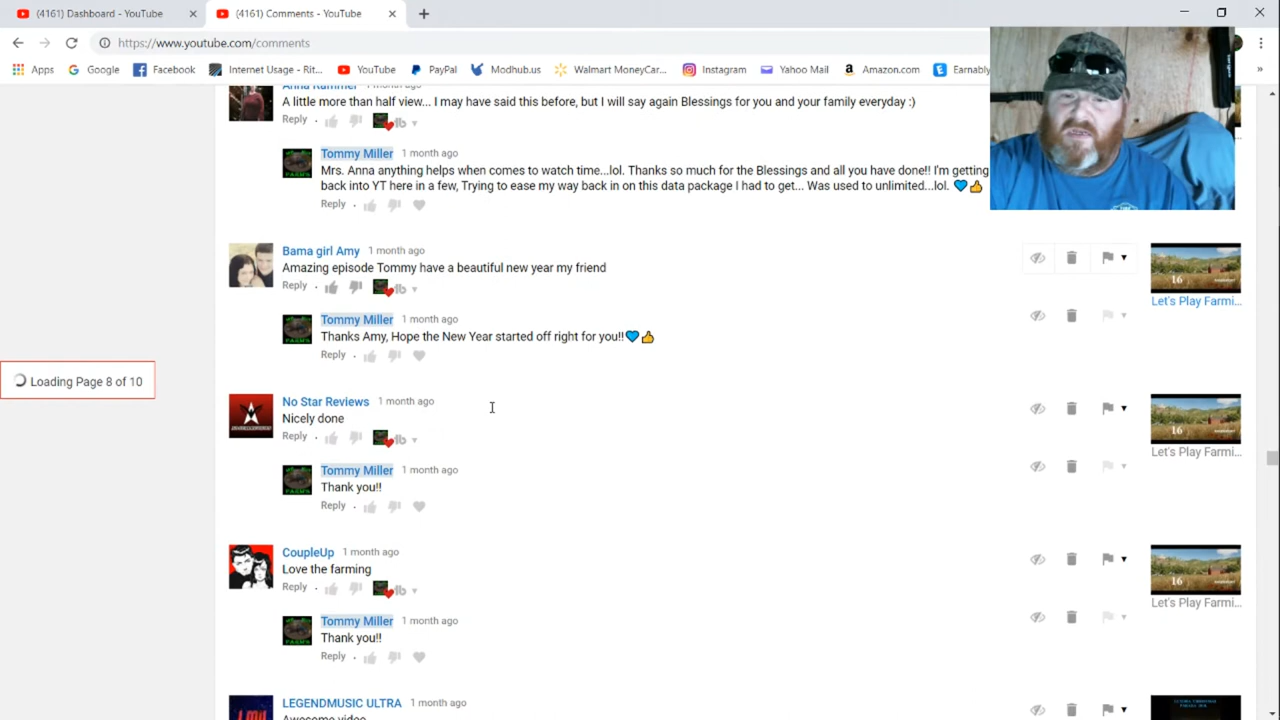 (4161) Dashboard - YouTube
(4161) Comments - YouTube
https://www.youtube.com/comments
Apps Google Facebook Internet Usage - Rit... YouTube PayPal Modhub.us Walmart MoneyCar... Instagram Yahoo Mail Amazon.com Earnably
A little more than half view... I may have said this before, but I will say again Blessings for you and your family everyday :)
Reply
Tommy Miller 1 month ago
Mrs. Anna anything helps when comes to watch time...lol. Thanks so much for the Blessings and all you have done!! I'm getting
back into YT here in a few, Trying to ease my way back in on this data package I had to get... Was used to unlimited...lol. 💙👍
Reply
Bama girl Amy 1 month ago
Amazing episode Tommy have a beautiful new year my friend
Reply
16
Let's Play Farmi...
Tommy Miller 1 month ago
Thanks Amy, Hope the New Year started off right for you!!💙👍
Reply
Loading Page 8 of 10
No Star Reviews 1 month ago
Nicely done
Reply
16
Let's Play Farmi...
Tommy Miller 1 month ago
Thank you!!
Reply
CoupleUp 1 month ago
Love the farming
Reply
16
Let's Play Farmi...
Tommy Miller 1 month ago
Thank you!!
Reply
LEGENDMUSIC ULTRA 1 month ago
Awesome video